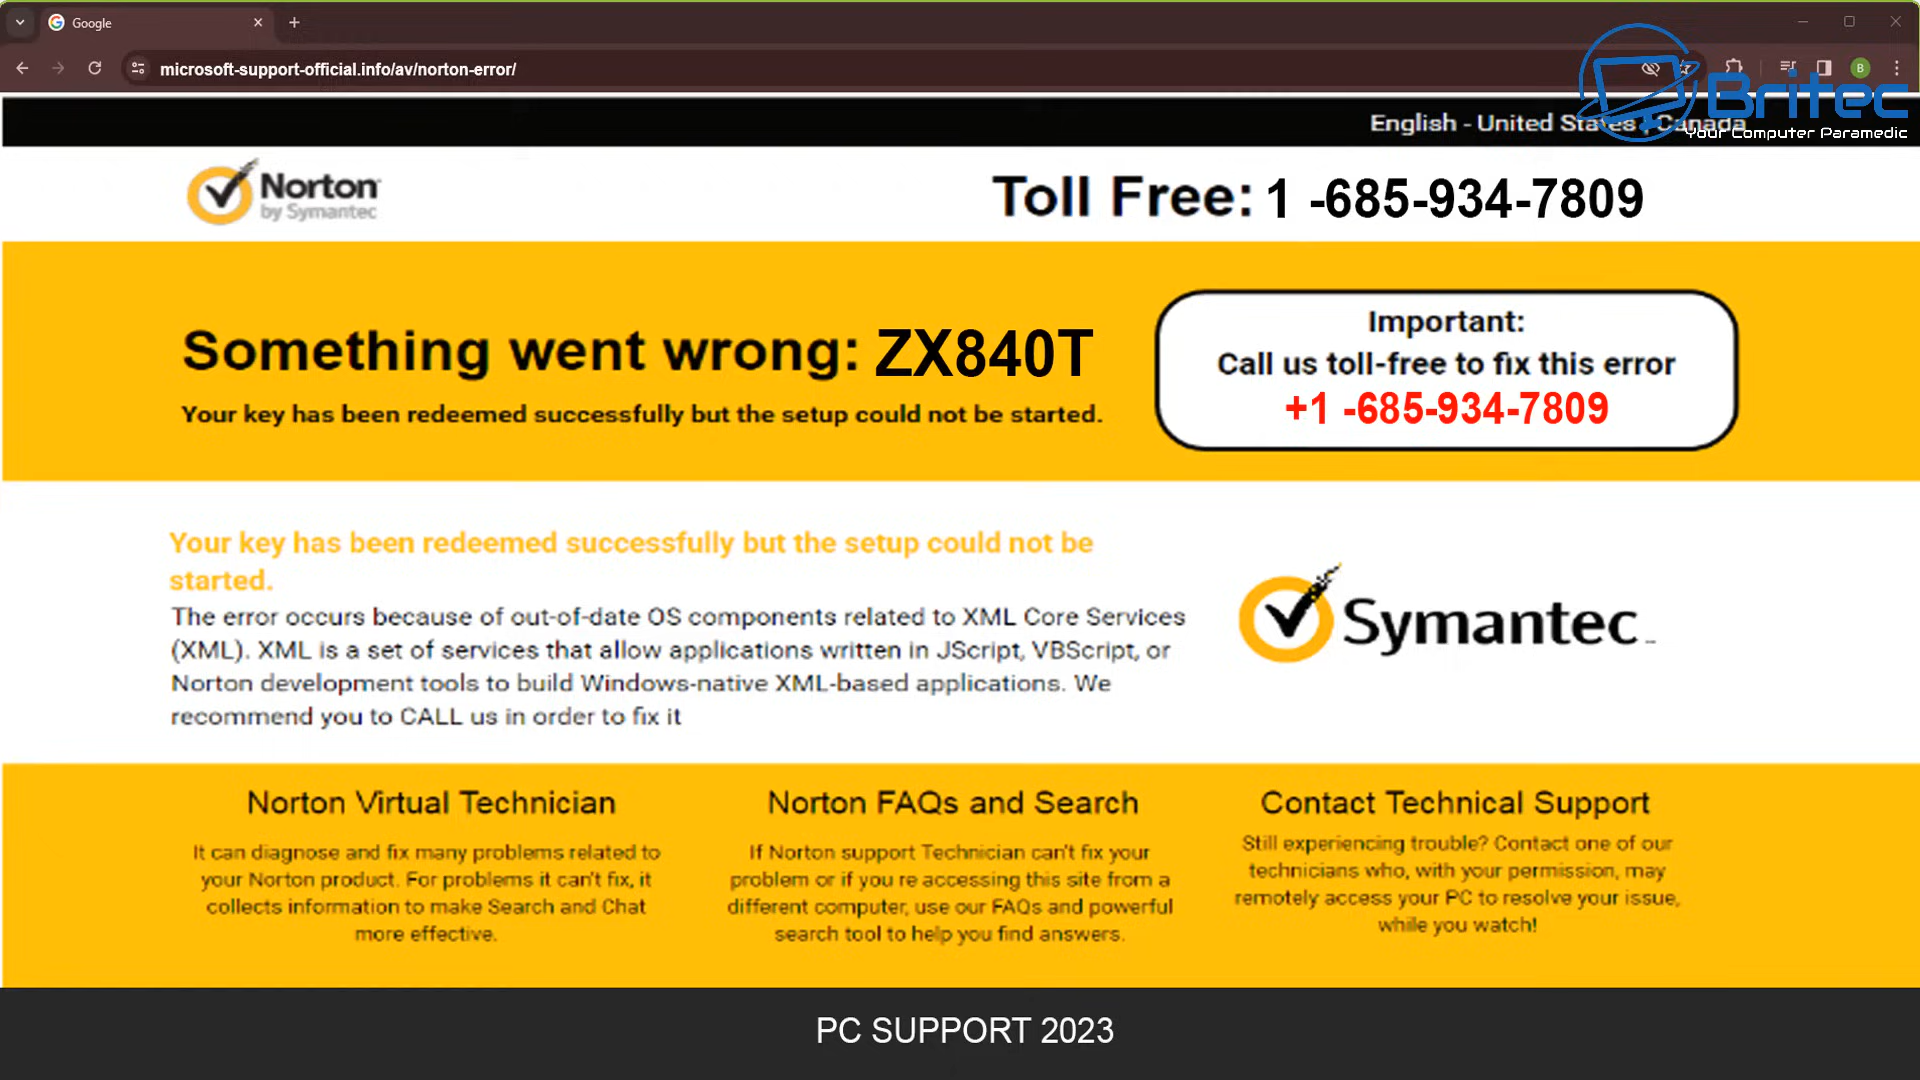 Google
microsoft-support-official.info/av/norton-error/
B
Britec
Your Computer Paramedic
English - United States | Canada
Norton
by Symantec
Toll Free: 1 -685-934-7809
Something went wrong: ZX840T
Your key has been redeemed successfully but the setup could not be started.
Important:
Call us toll-free to fix this error
+1 -685-934-7809
Your key has been redeemed successfully but the setup could not be
started.
The error occurs because of out-of-date OS components related to XML Core Services
(XML). XML is a set of services that allow applications written in JScript, VBScript, or
Norton development tools to build Windows-native XML-based applications. We
recommend you to CALL us in order to fix it
Symantec
Norton Virtual Technician
It can diagnose and fix many problems related to
your Norton product. For problems it can't fix, it
collects information to make Search and Chat
more effective.
Norton FAQs and Search
If Norton support Technician can't fix your
problem or if you re accessing this site from a
different computer, use our FAQs and powerful
search tool to help you find answers.
Contact Technical Support
Still experiencing trouble? Contact one of our
technicians who, with your permission, may
remotely access your PC to resolve your issue,
while you watch!
PC SUPPORT 2023